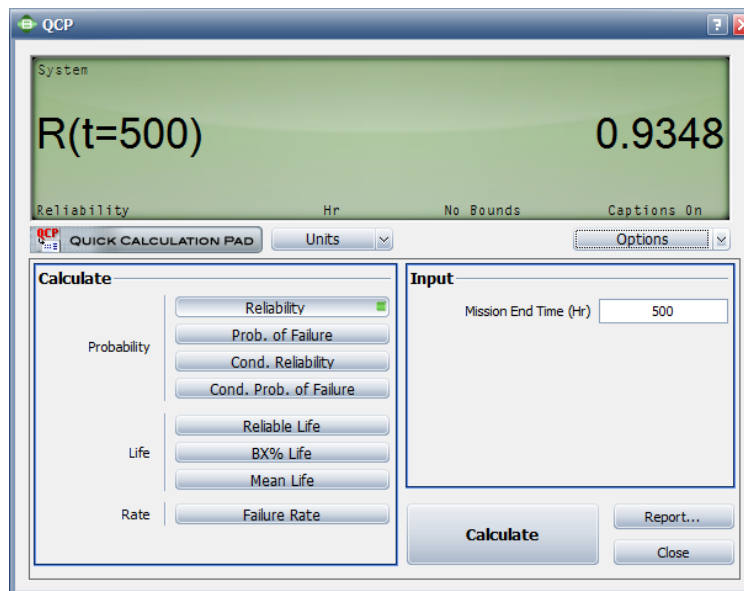 QCP
System
R(t=500) 0.9348
Reliability Hr No Bounds Captions On
QCP QUICK CALCULATION PAD Units Options
Calculate
Probability
Reliability
Prob. of Failure
Cond. Reliability
Cond. Prob. of Failure
Life
Reliable Life
BX% Life
Mean Life
Rate
Failure Rate
Input
Mission End Time (Hr) 500
Calculate
Report...
Close